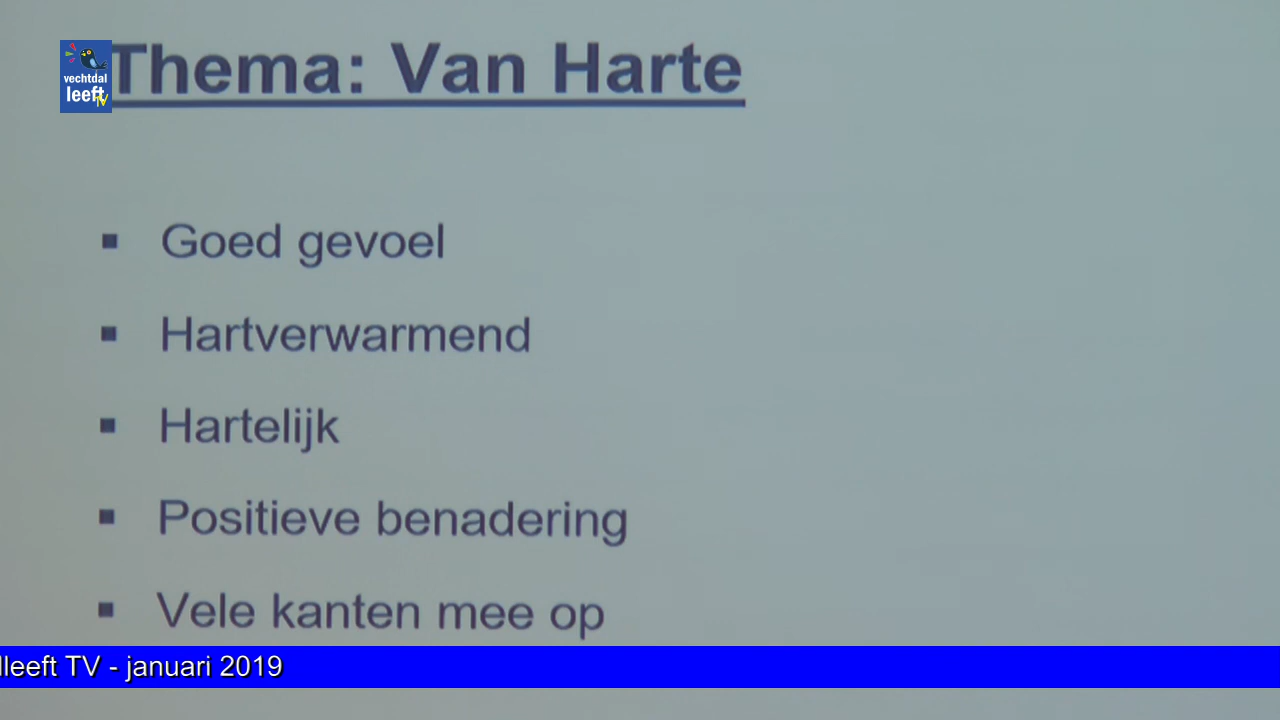 Thema: Van Harte
vechtdal
leeft
TV
Goed gevoel
Hartverwarmend
Hartelijk
Positieve benadering
Vele kanten mee op
lleeft TV - januari 2019